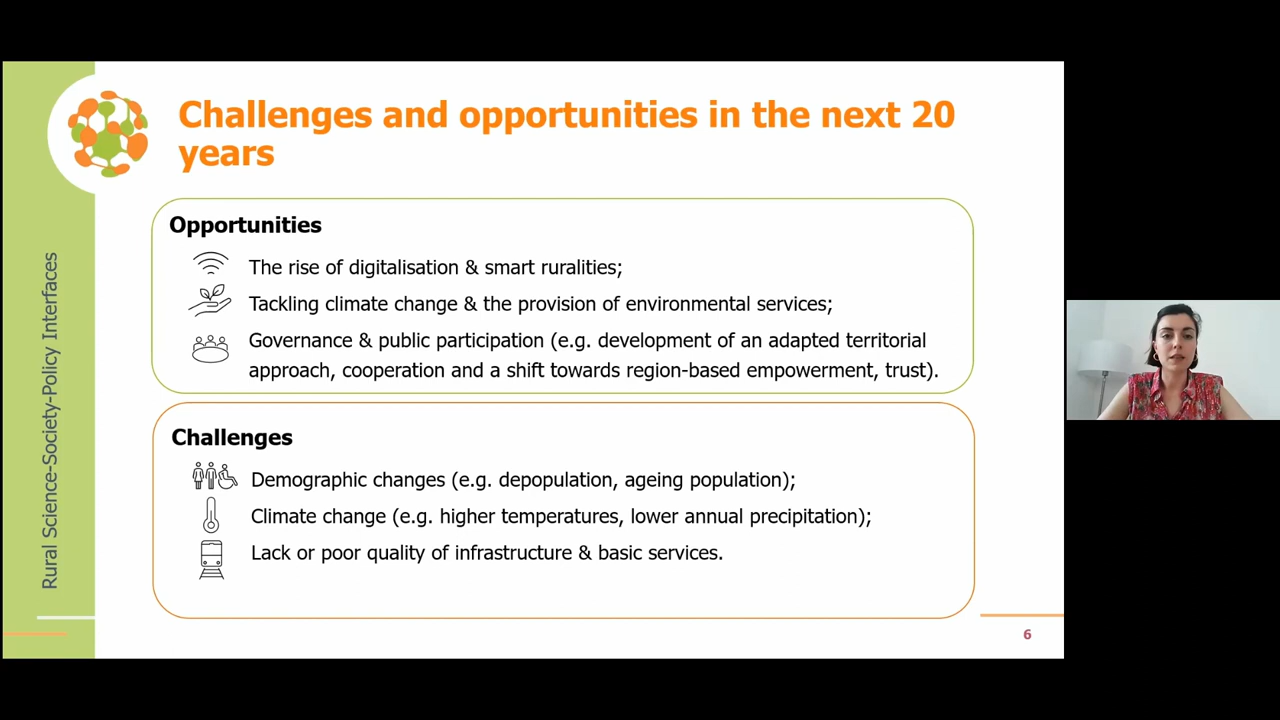 Challenges and opportunities in the next 20
years
Opportunities
The rise of digitalisation & smart ruralities;
Tackling climate change & the provision of environmental services;
Governance & public participation (e.g. development of an adapted territorial
approach, cooperation and a shift towards region-based empowerment, trust).
Challenges
Demographic changes (e.g. depopulation, ageing population);
Climate change (e.g. higher temperatures, lower annual precipitation);
Lack or poor quality of infrastructure & basic services.
Rural Science-Society-Policy Interfaces
6